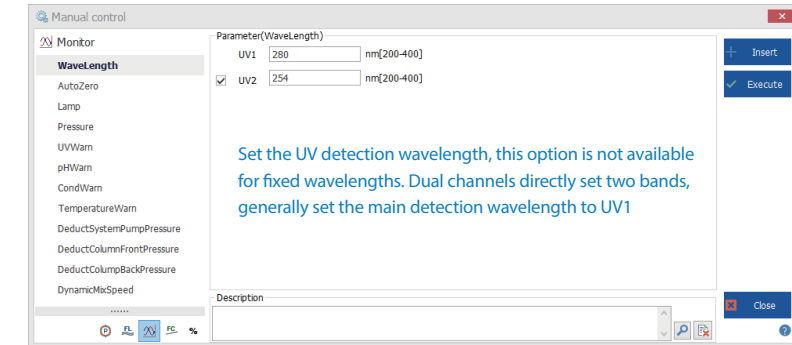 Manual control
Monitor
WaveLength
AutoZero
Lamp
Pressure
UVWarn
pHWarn
CondWarn
TemperatureWarn
DeductSystemPumpPressure
DeductColumnFrontPressure
DeductColumpBackPressure
DynamicMixSpeed
......
P FL FC %
Parameter(WaveLength)
UV1 280 nm[200-400]
UV2 254 nm[200-400]
Set the UV detection wavelength, this option is not available
for fixed wavelengths. Dual channels directly set two bands,
generally set the main detection wavelength to UV1
Description
Insert
Execute
Close
?